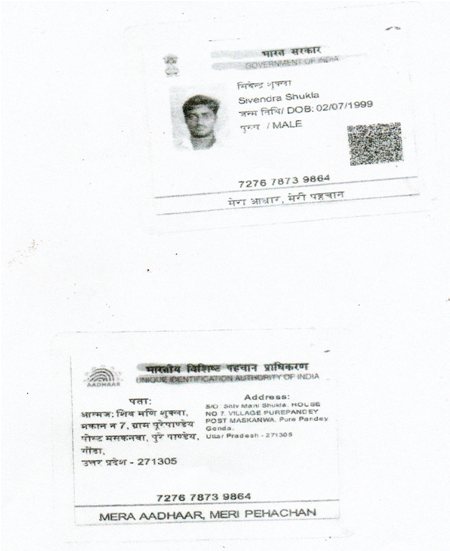 भारत सरकार
GOVERNMENT OF INDIA
शिवेन्द्र शुक्ला
Sivendra Shukla
जन्म तिथि/ DOB: 02/07/1999
पुरुष / MALE
7276 7873 9864
मेरा आधार, मेरी पहचान
भारतीय विशिष्ट पहचान प्राधिकरण
UNIQUE IDENTIFICATION AUTHORITY OF INDIA
AADHAAR
पता:
आत्मज: शिव मणि शुक्ला,
मकान न 7, ग्राम पूरेपाण्डेय
पोस्ट मसकनवा, पुरे पाण्डेय,
गोंडा,
उत्तर प्रदेश - 271305
Address:
S/O: Shiv Mani Shukla, HOUSE
NO 7, VILLAGE PUREPANDEY
POST MASKANWA, Pure Pandey,
Gonda,
Uttar Pradesh - 271305
7276 7873 9864
MERA AADHAAR, MERI PEHACHAN